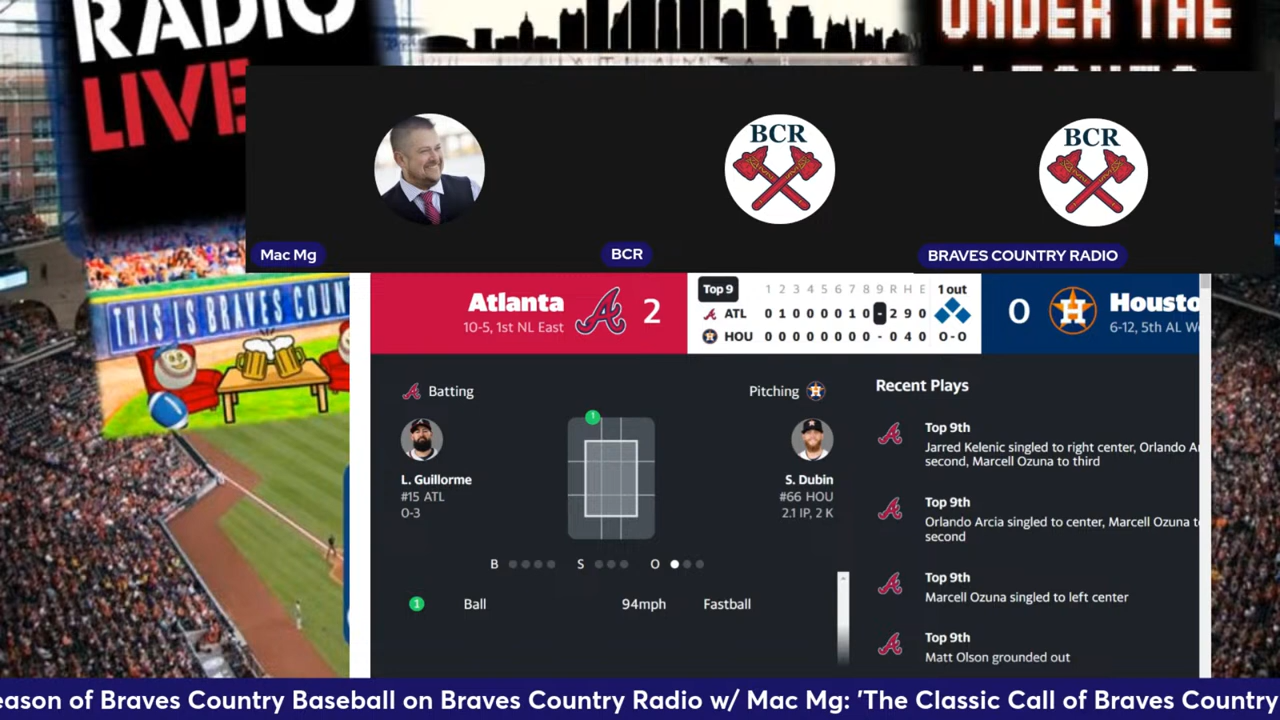 RADIO
LIVE
UNDER THE
THIS IS BRAVES COUN
BCR
BCR
Mac Mg
BCR
BRAVES COUNTRY RADIO
Atlanta
10-5, 1st NL East
2
Top 9
1 2 3 4 5 6 7 8 9 R H E
ATL 0 1 0 0 0 0 1 0 - 2 9 0
HOU 0 0 0 0 0 0 0 0 - 0 4 0
1 out
0-0
0
Housto
6-12, 5th AL W
Batting
L. Guillorme
#15 ATL
0-3
1
Pitching
S. Dubin
#66 HOU
2.1 IP, 2 K
B S O
1 Ball 94mph Fastball
Recent Plays
Top 9th
Jarred Kelenic singled to right center, Orlando Ar
second, Marcell Ozuna to third
Top 9th
Orlando Arcia singled to center, Marcell Ozuna to
second
Top 9th
Marcell Ozuna singled to left center
Top 9th
Matt Olson grounded out
eason of Braves Country Baseball on Braves Country Radio w/ Mac Mg: 'The Classic Call of Braves Country